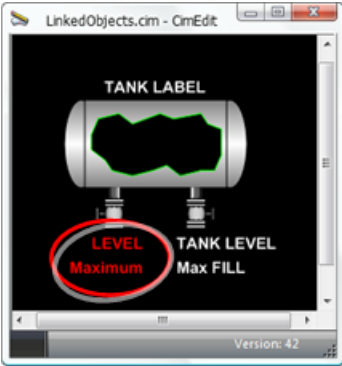 LinkedObjects.cim - CimEdit
TANK LABEL
LEVEL TANK LEVEL
Maximum Max FILL
Version: 42